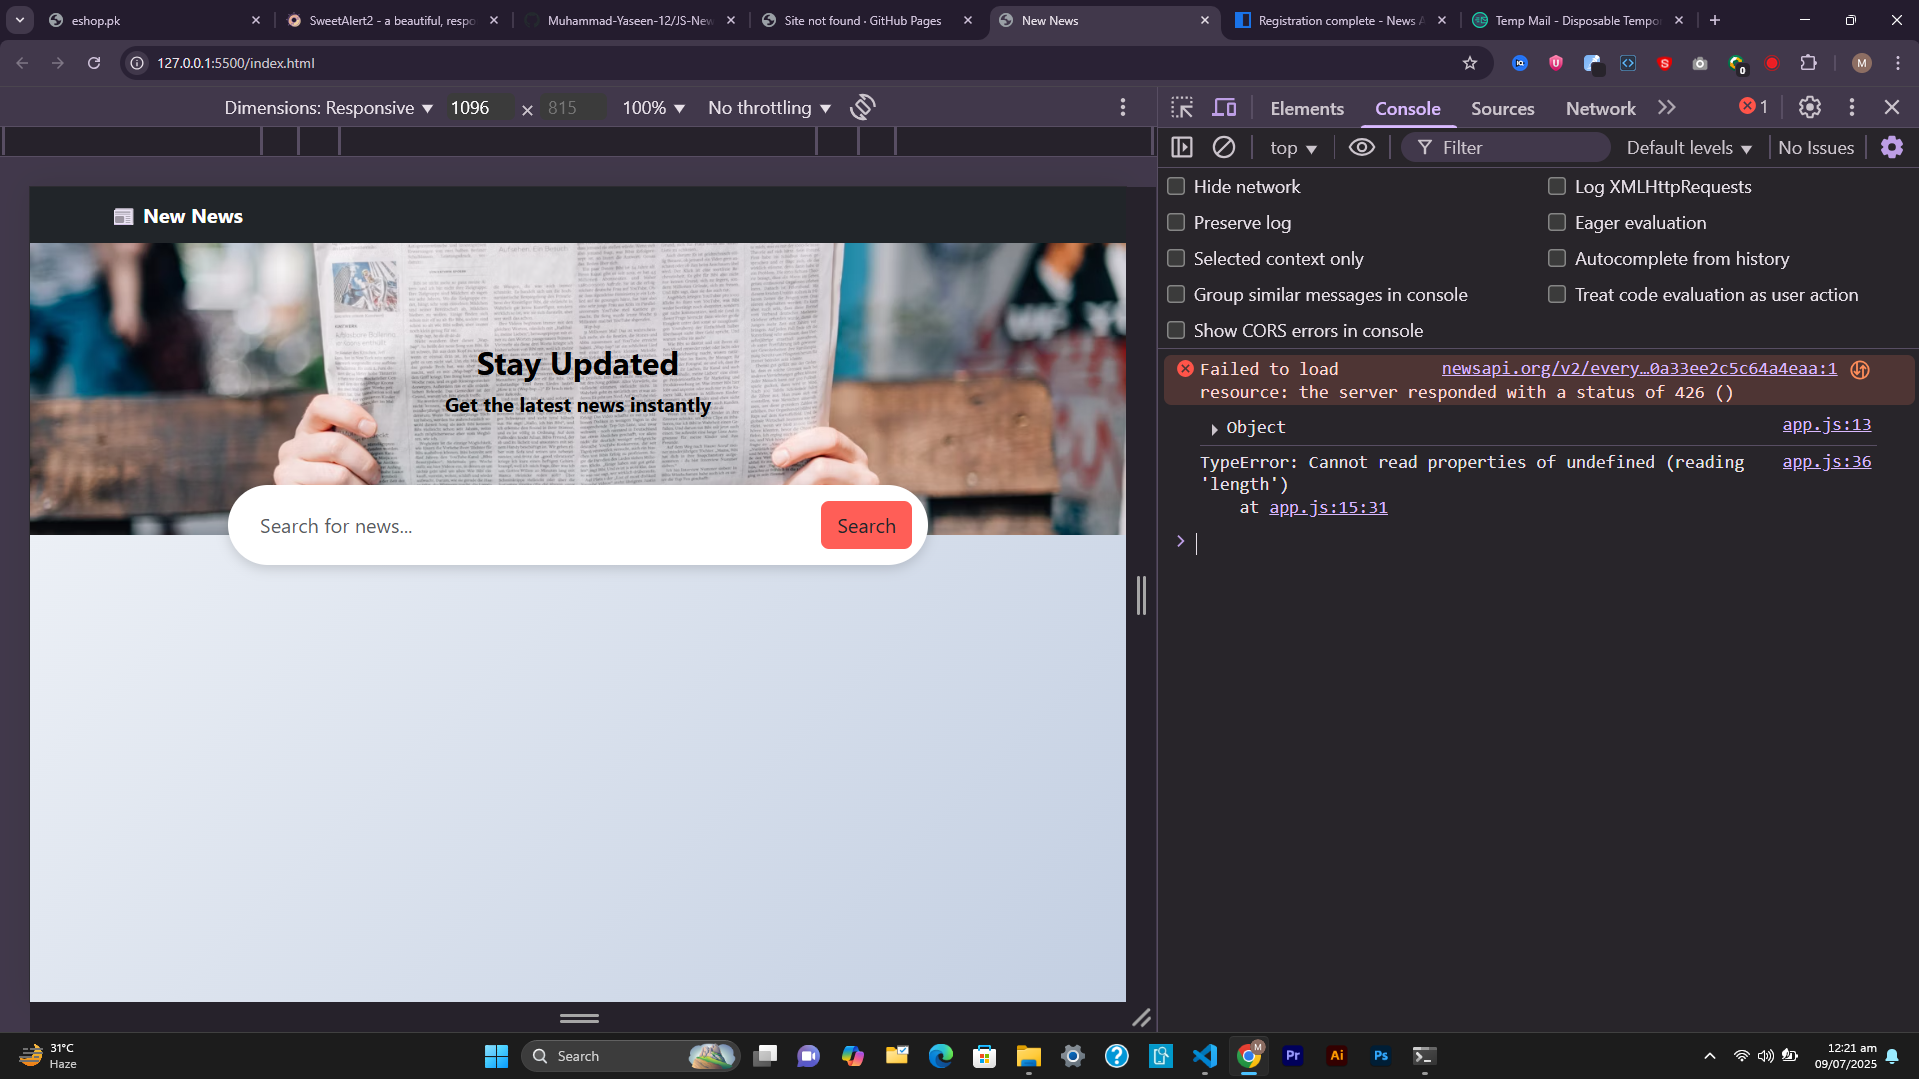 eshop.pk
SweetAlert2 - a beautiful, respo
Muhammad-Yaseen-12/JS-New
Site not found · GitHub Pages
New News
Registration complete - News A
Temp Mail - Disposable Tempor
127.0.0.1:5500/index.html
Dimensions: Responsive
1096
×
815
100%
No throttling
Elements
Console
Sources
Network
1
top
Filter
Default levels
No Issues
Hide network
Log XMLHttpRequests
Preserve log
Eager evaluation
Selected context only
Autocomplete from history
Group similar messages in console
Treat code evaluation as user action
Show CORS errors in console
Failed to load newsapi.org/v2/every…0a33ee2c5c64a4eaa:1
resource: the server responded with a status of 426 ()
Object app.js:13
TypeError: Cannot read properties of undefined (reading app.js:36
'length')
at app.js:15:31
New News
Stay Updated
Get the latest news instantly
Search for news...
Search
31°C
Haze
Search
Pr
Ai
Ps
12:21 am
09/07/2025